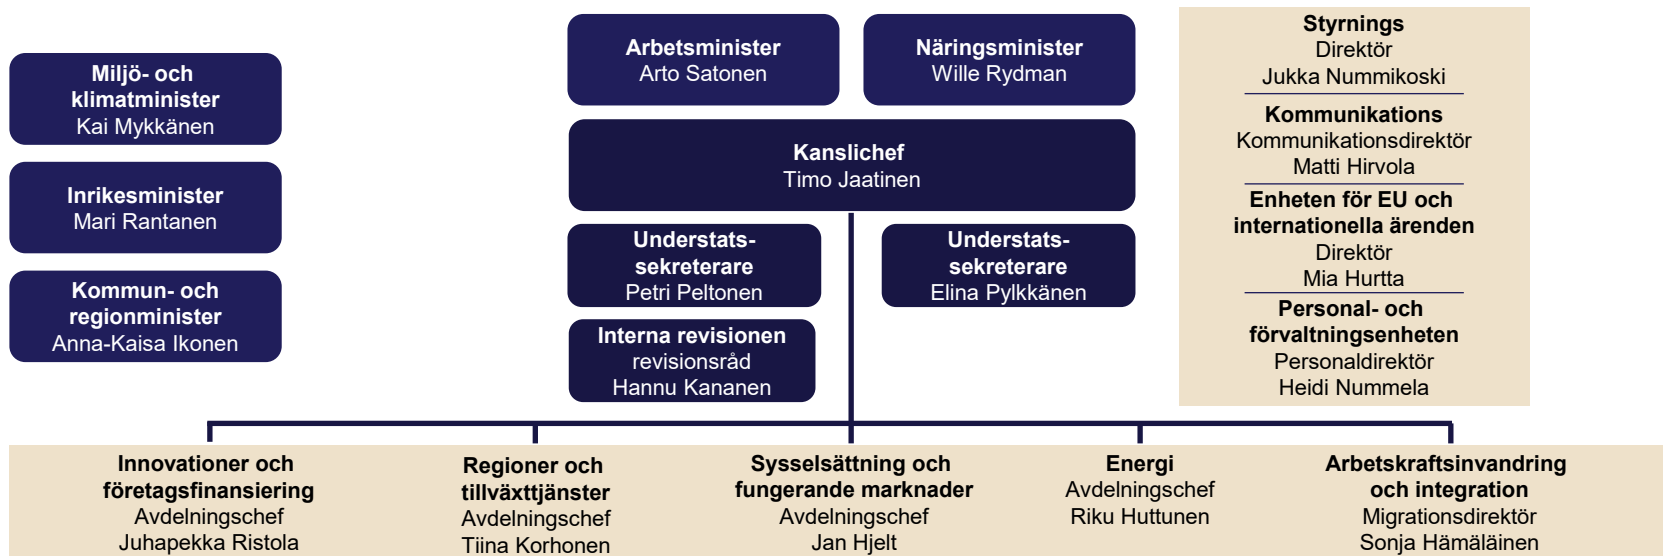 Miljö- och
klimatminister
Kai Mykkänen
Inrikesminister
Mari Rantanen
Kommun- och
regionminister
Anna-Kaisa Ikonen
Arbetsminister
Arto Satonen
Näringsminister
Wille Rydman
Kanslichef
Timo Jaatinen
Understats-
sekreterare
Petri Peltonen
Understats-
sekreterare
Elina Pylkkänen
Interna revisionen
revisionsråd
Hannu Kananen
Styrnings
Direktör
Jukka Nummikoski
Kommunikations
Kommunikationsdirektör
Matti Hirvola
Enheten för EU och
internationella ärenden
Direktör
Mia Hurtta
Personal- och
förvaltningsenheten
Personaldirektör
Heidi Nummela
Innovationer och
företagsfinansiering
Avdelningschef
Juhapekka Ristola
Regioner och
tillväxttjänster
Avdelningschef
Tiina Korhonen
Sysselsättning och
fungerande marknader
Avdelningschef
Jan Hjelt
Energi
Avdelningschef
Riku Huttunen
Arbetskraftsinvandring
och integration
Migrationsdirektör
Sonja Hämäläinen